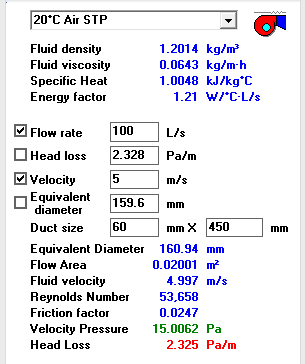 20°C Air STP
Fluid density 1.2014 kg/m³
Fluid viscosity 0.0643 kg/m·h
Specific Heat 1.0048 kJ/kg°C
Energy factor 1.21 W/°C·L/s
Flow rate 100 L/s
Head loss 2.328 Pa/m
Velocity 5 m/s
Equivalent
diameter 159.6 mm
Duct size 60 mm X 450 mm
Equivalent Diameter 160.94 mm
Flow Area 0.02001 m²
Fluid velocity 4.997 m/s
Reynolds Number 53,658
Friction factor 0.0247
Velocity Pressure 15.0062 Pa
Head Loss 2.325 Pa/m